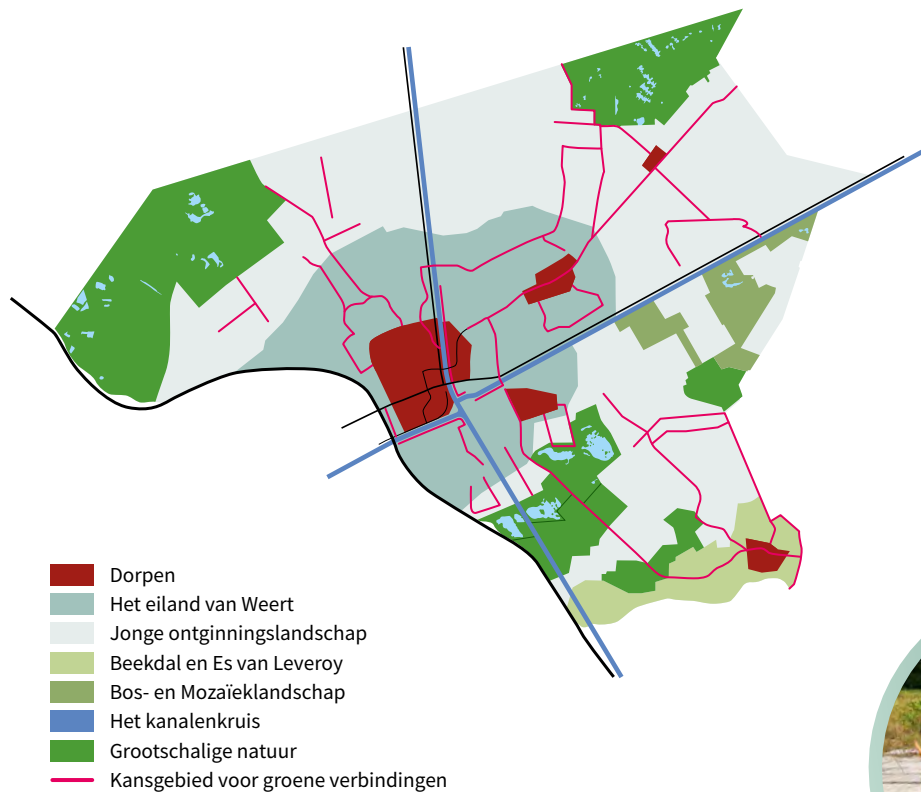 Dorpen
Het eiland van Weert
Jonge ontginningslandschap
Beekdal en Es van Leveroy
Bos- en Mozaïeklandschap
Het kanalenkruis
Grootschalige natuur
Kansgebied voor groene verbindingen